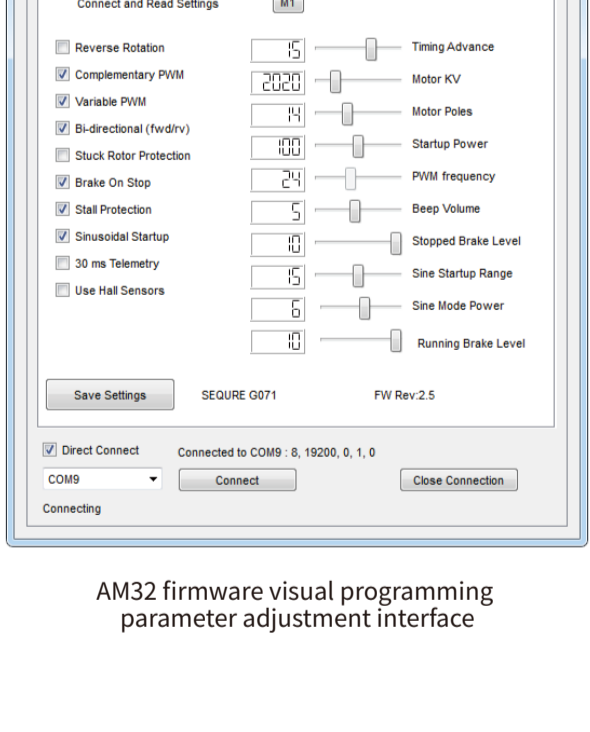 Connect and Read Settings M1
Reverse Rotation 15 Timing Advance
Complementary PWM 2020 Motor KV
Variable PWM 14 Motor Poles
Bi-directional (fwd/rv) 100 Startup Power
Stuck Rotor Protection 24 PWM frequency
Brake On Stop 5 Beep Volume
Stall Protection 10 Stopped Brake Level
Sinusoidal Startup 15 Sine Startup Range
30 ms Telemetry 6 Sine Mode Power
Use Hall Sensors 10 Running Brake Level
Save Settings SEQURE G071 FW Rev:2.5
Direct Connect Connected to COM9 : 8, 19200, 0, 1, 0
COM9 Connect Close Connection
Connecting
AM32 firmware visual programming
parameter adjustment interface